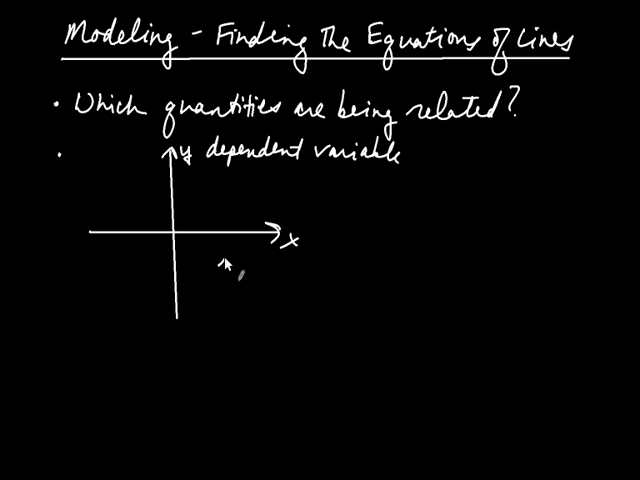 Modeling - Finding The Equations of Lines
• Which quantities are being related?
• y dependent variable
x